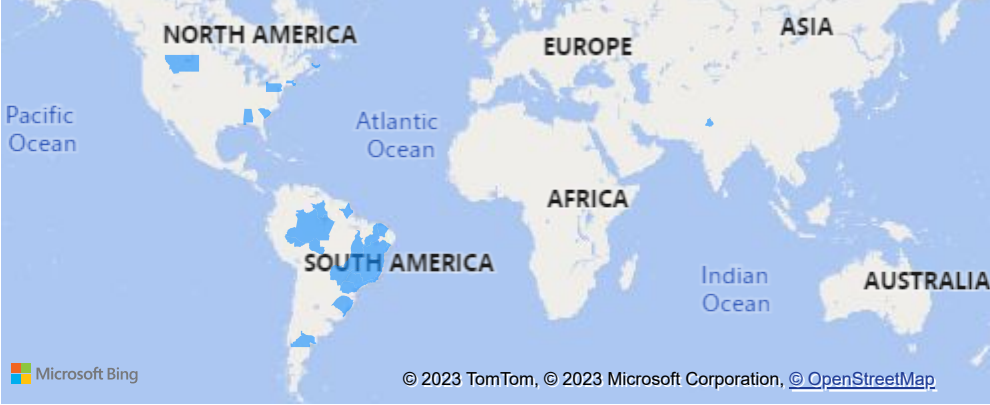 NORTH AMERICA
EUROPE
ASIA
Pacific
Ocean
Atlantic
Ocean
AFRICA
SOUTH AMERICA
Indian
Ocean
AUSTRALIA
Microsoft Bing
© 2023 TomTom, © 2023 Microsoft Corporation, © OpenStreetMap